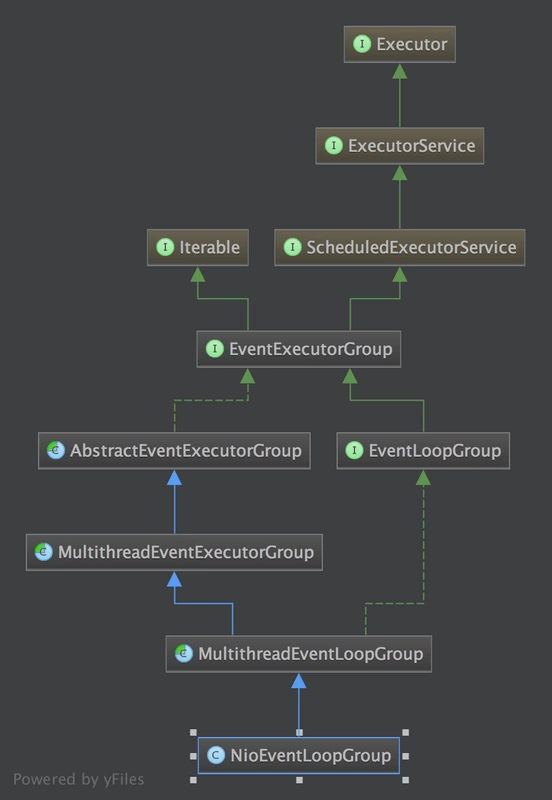 I Executor
I ExecutorService
I Iterable
I ScheduledExecutorService
I EventExecutorGroup
C AbstractEventExecutorGroup
I EventLoopGroup
C MultithreadEventExecutorGroup
C MultithreadEventLoopGroup
C NioEventLoopGroup
Powered by yFiles